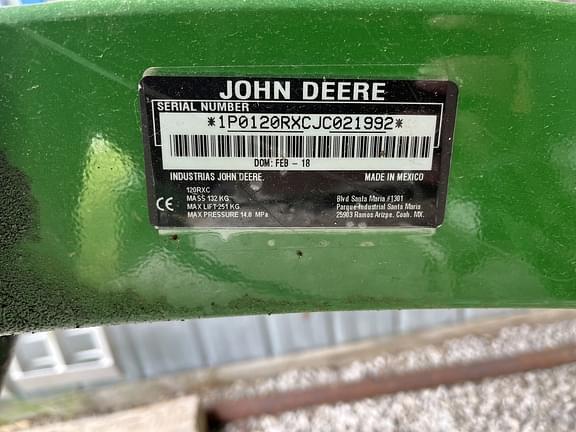 JOHN DEERE
SERIAL NUMBER
*1P0120RXCJC021992*
DOM: FEB - 18
INDUSTRIAS JOHN DEERE. MADE IN MEXICO
120RXC
MASS 132 KG
MAX LIFT 251 KG
MAX PRESSURE 14.8 MPa
CE
Blvd Santa Maria #1301
Parque Industrial Santa Maria
25903 Ramos Arizpe, Coah. MX.